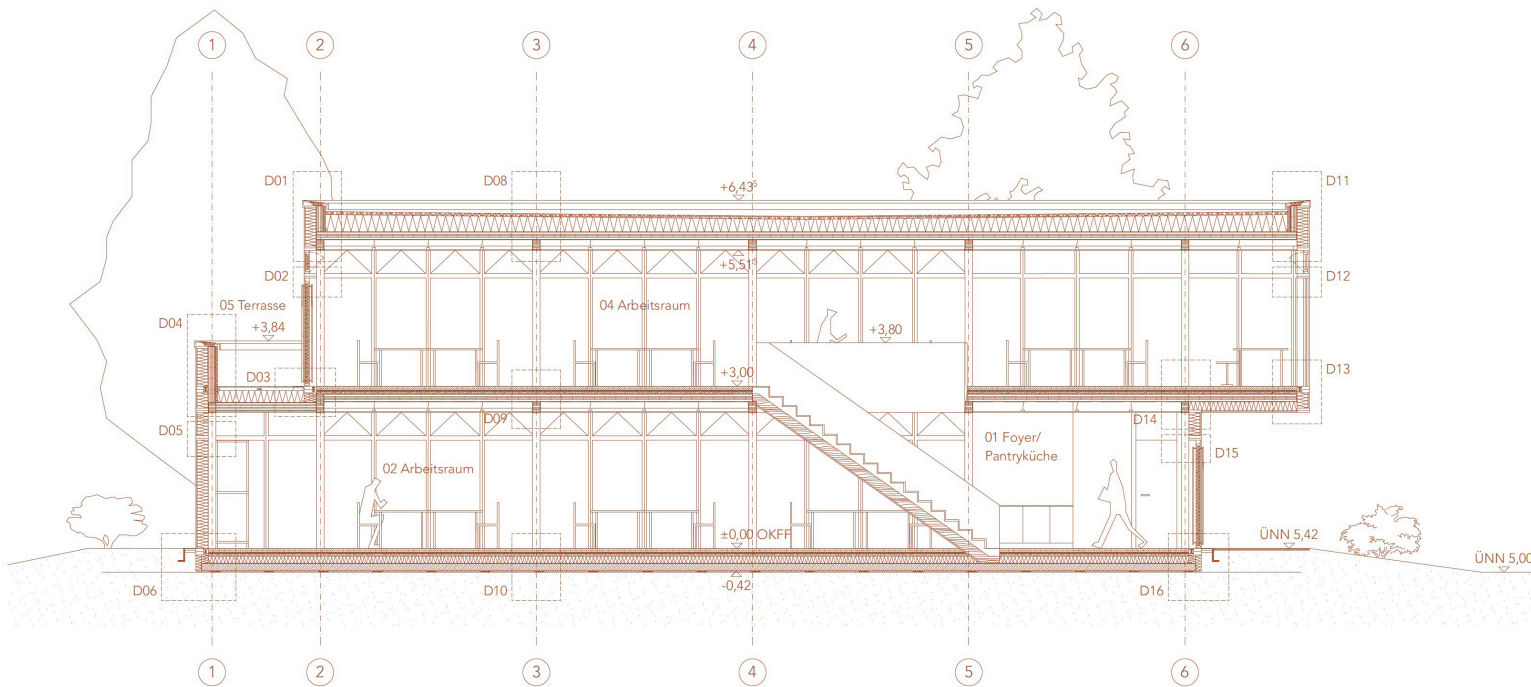 1 2 3 4 5 6
D01 D08 +6,43⁵ D11
D02 +5,51⁵ D12
05 Terrasse 04 Arbeitsraum
D04 +3,84 +3,80
D03 +3,00 D13
D05 D09 D14
01 Foyer/
Pantryküche
D15
02 Arbeitsraum
±0,00 OKFF ÜNN 5,42
ÜNN 5,00
D06 D10 -0,42 D16
1 2 3 4 5 6